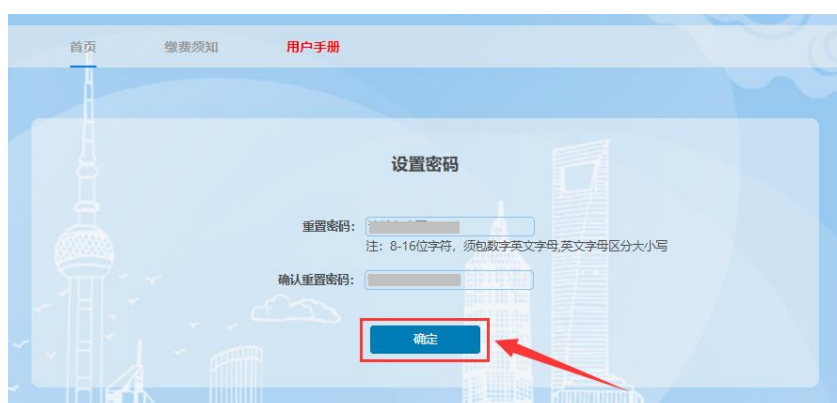 首页 缴费须知 用户手册
设置密码
重置密码：
注：8-16位字符，须包数字英文字母,英文字母区分大小写
确认重置密码：
确定